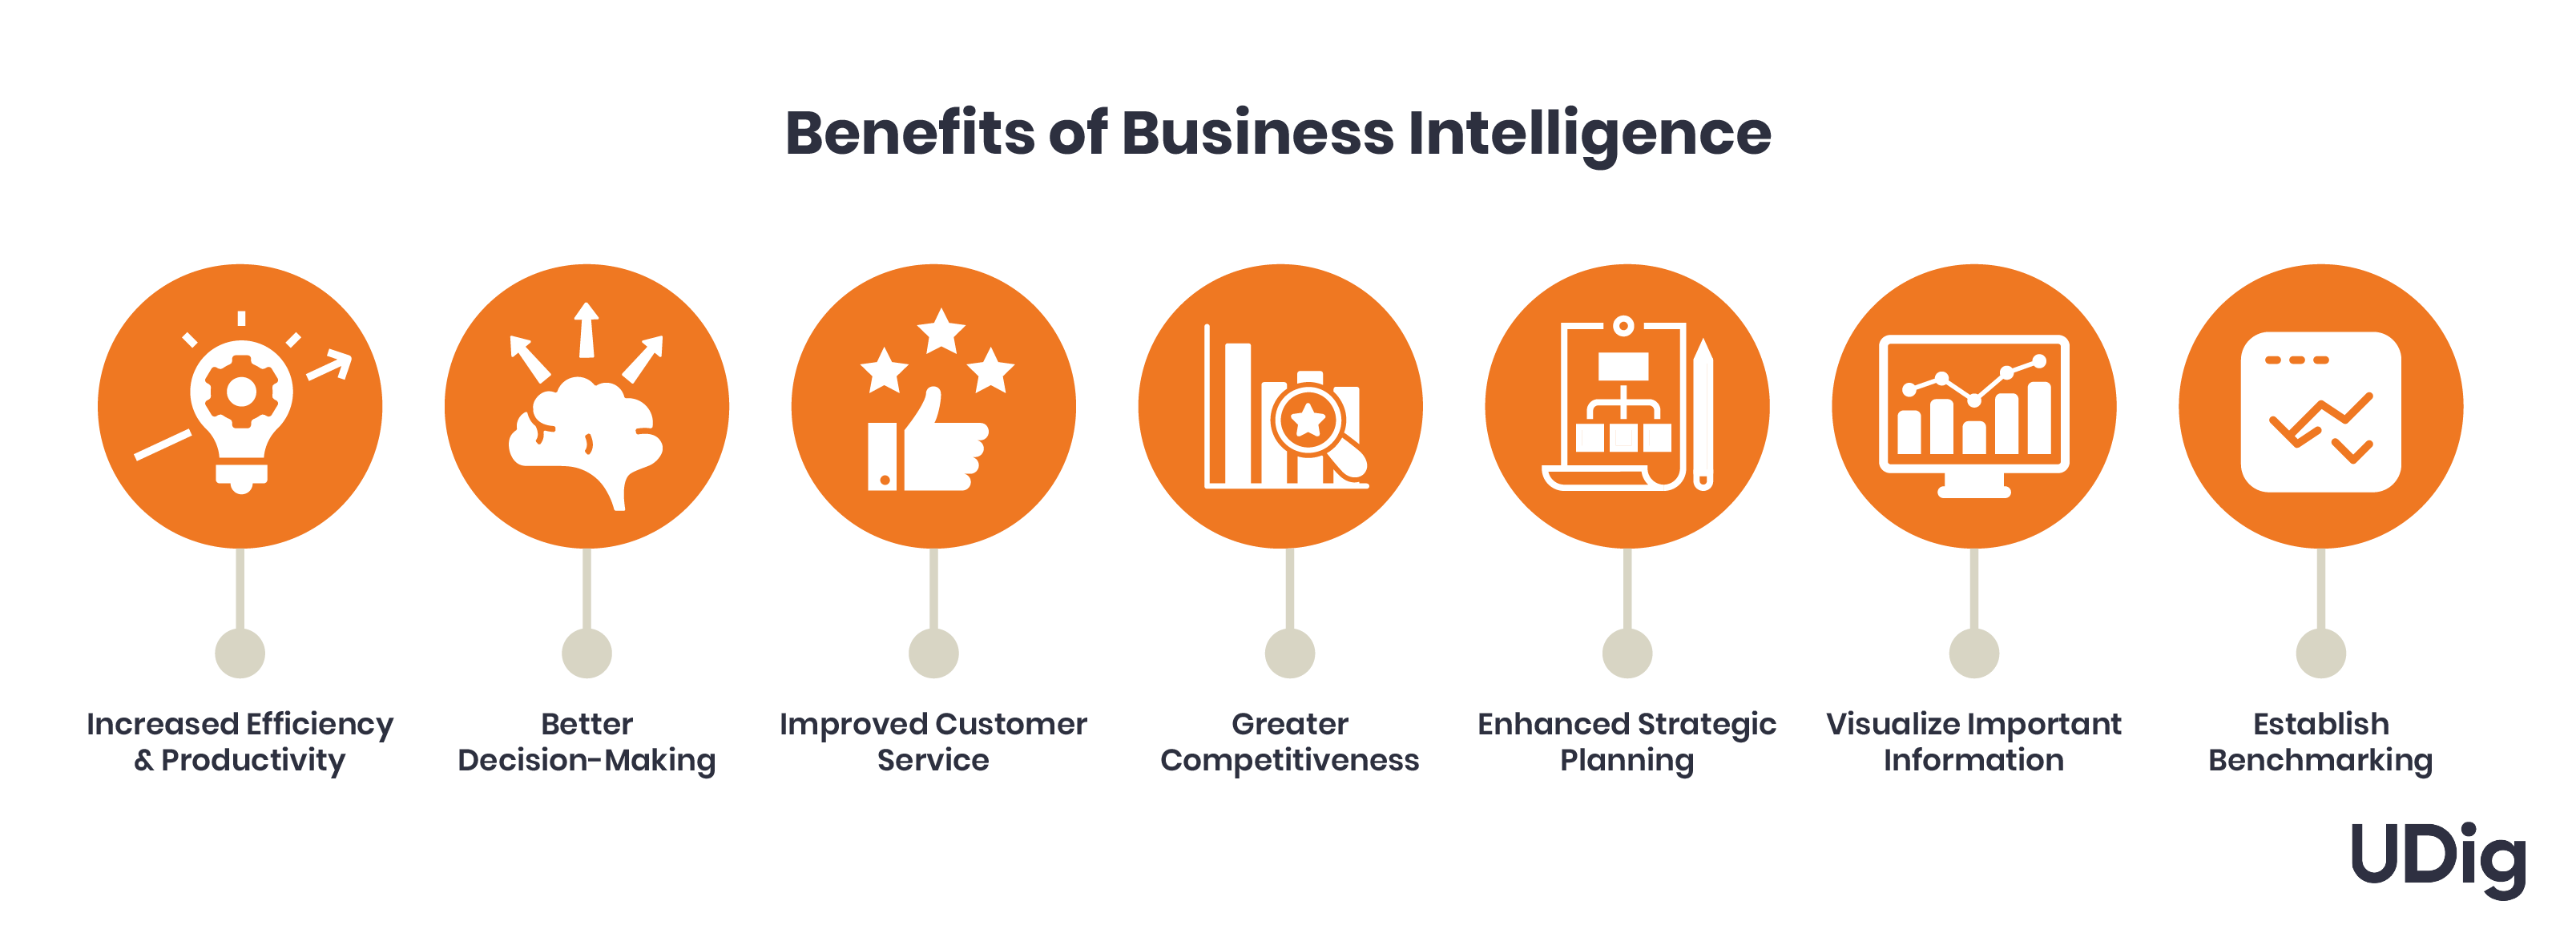 Benefits of Business Intelligence
Increased Efficiency
& Productivity
Better
Decision-Making
Improved Customer
Service
Greater
Competitiveness
Enhanced Strategic
Planning
Visualize Important
Information
Establish
Benchmarking
UDig